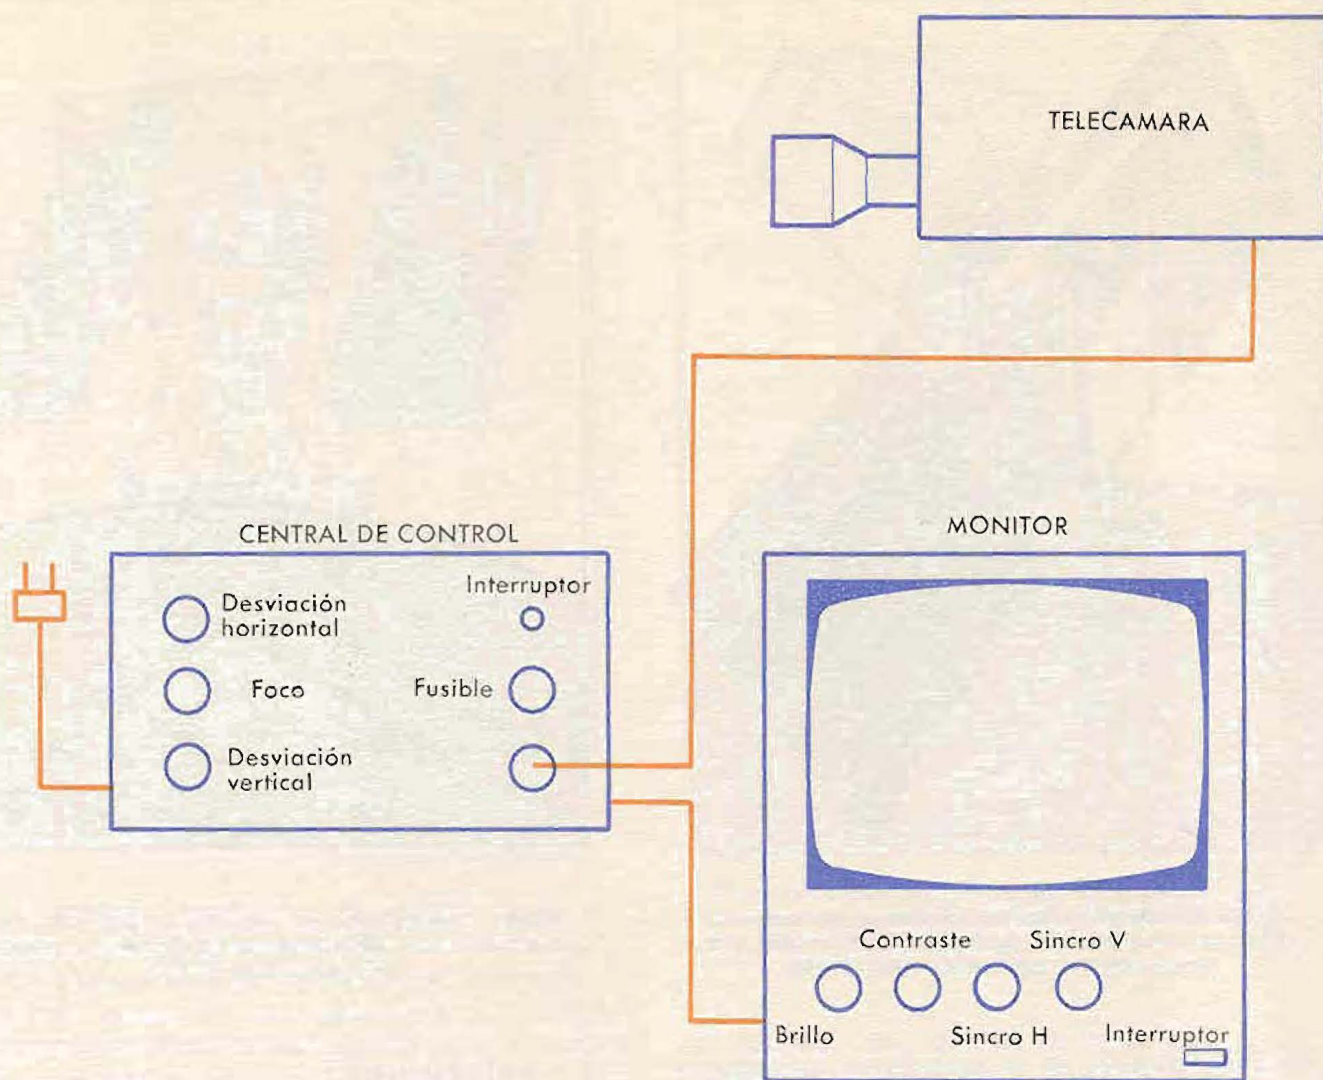 TELECAMARA
CENTRAL DE CONTROL
Desviación
horizontal
Interruptor
Foco
Fusible
Desviación
vertical
MONITOR
Contraste
Sincro V
Brillo
Sincro H
Interruptor